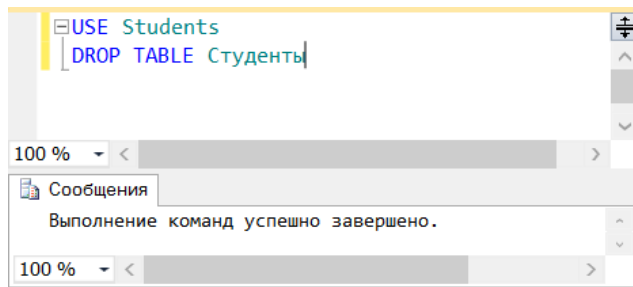 USE Students
DROP TABLE Студенты
100 %
Сообщения
Выполнение команд успешно завершено.
100 %